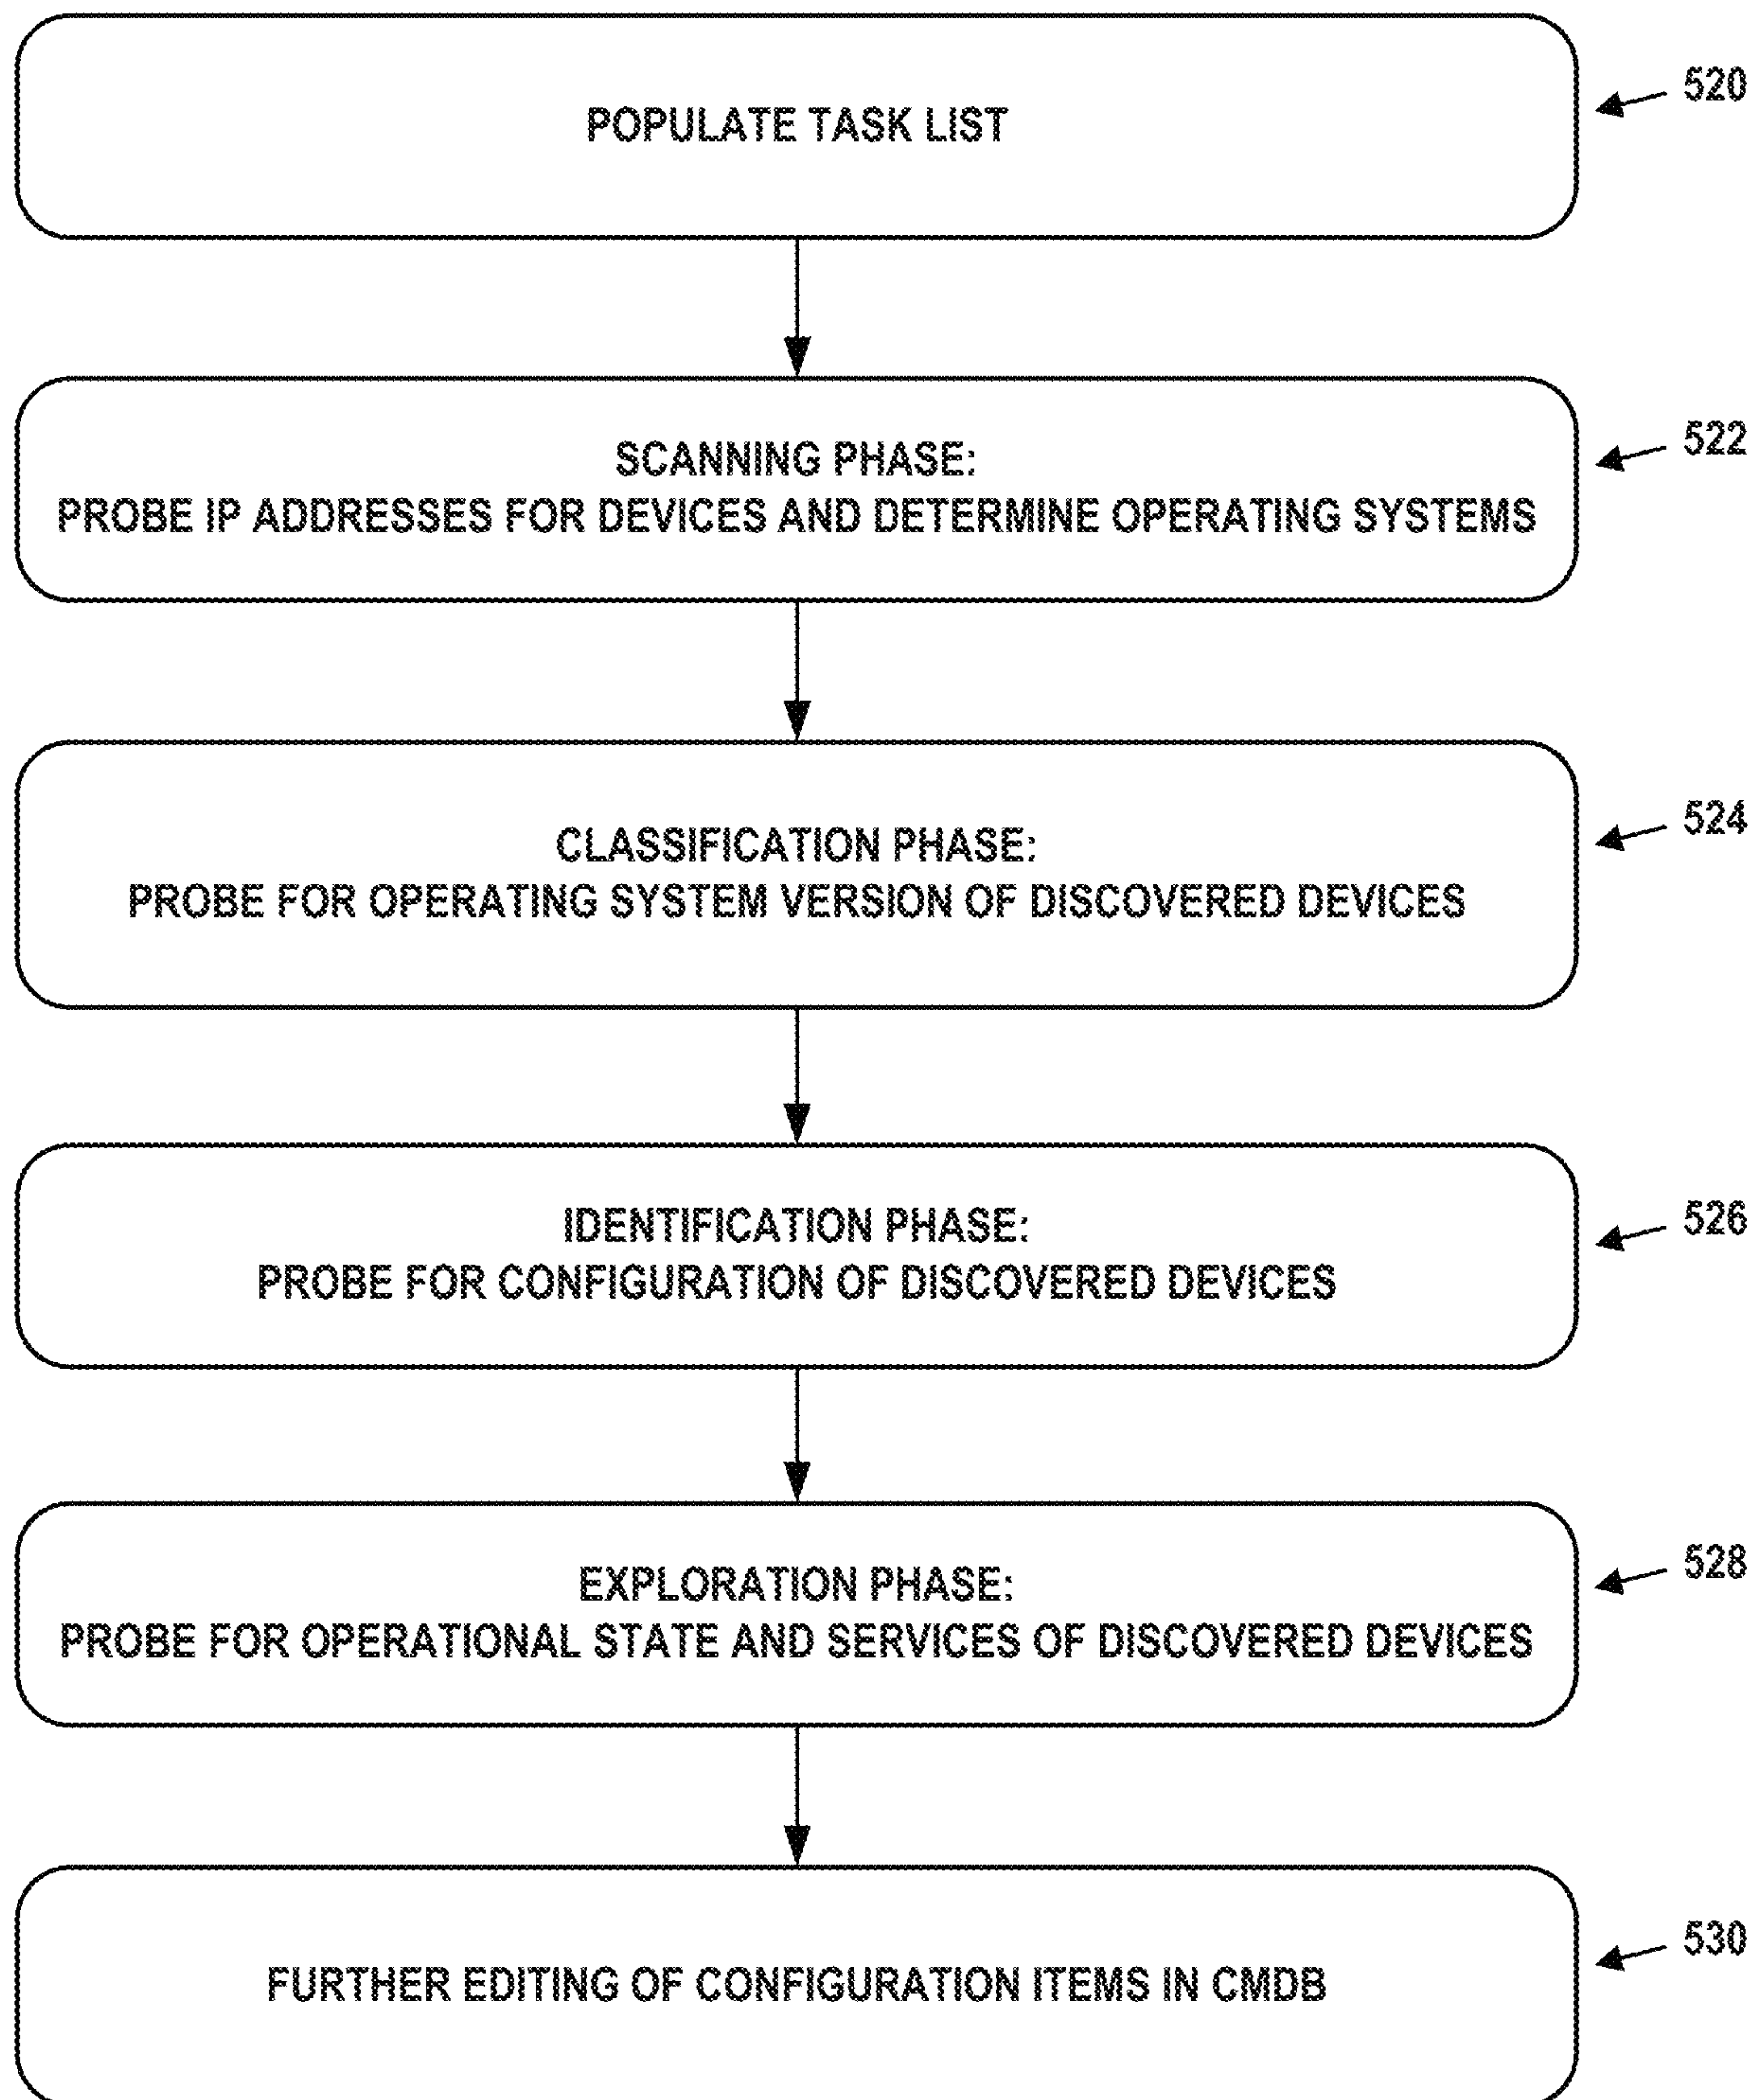 POPULATE TASK LIST
520
SCANNING PHASE:
PROBE IP ADDRESSES FOR DEVICES AND DETERMINE OPERATING SYSTEMS
522
CLASSIFICATION PHASE:
PROBE FOR OPERATING SYSTEM VERSION OF DISCOVERED DEVICES
524
IDENTIFICATION PHASE:
PROBE FOR CONFIGURATION OF DISCOVERED DEVICES
526
EXPLORATION PHASE:
PROBE FOR OPERATIONAL STATE AND SERVICES OF DISCOVERED DEVICES
528
FURTHER EDITING OF CONFIGURATION ITEMS IN CMDB
530